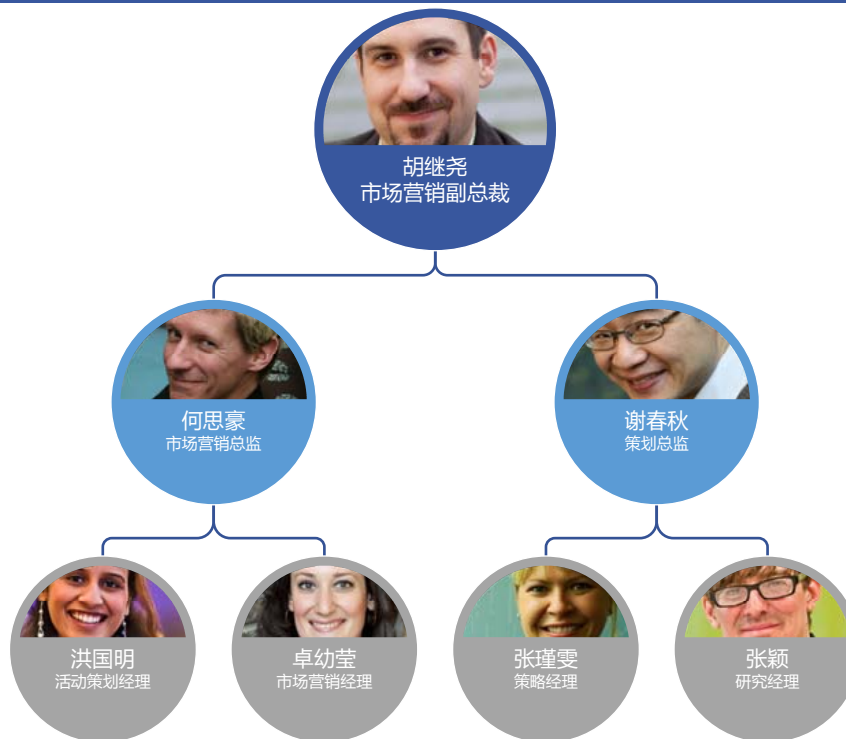 胡继尧
市场营销副总裁
何思豪
市场营销总监
谢春秋
策划总监
洪国明
活动策划经理
卓幼莹
市场营销经理
张瑾雯
策略经理
张颖
研究经理